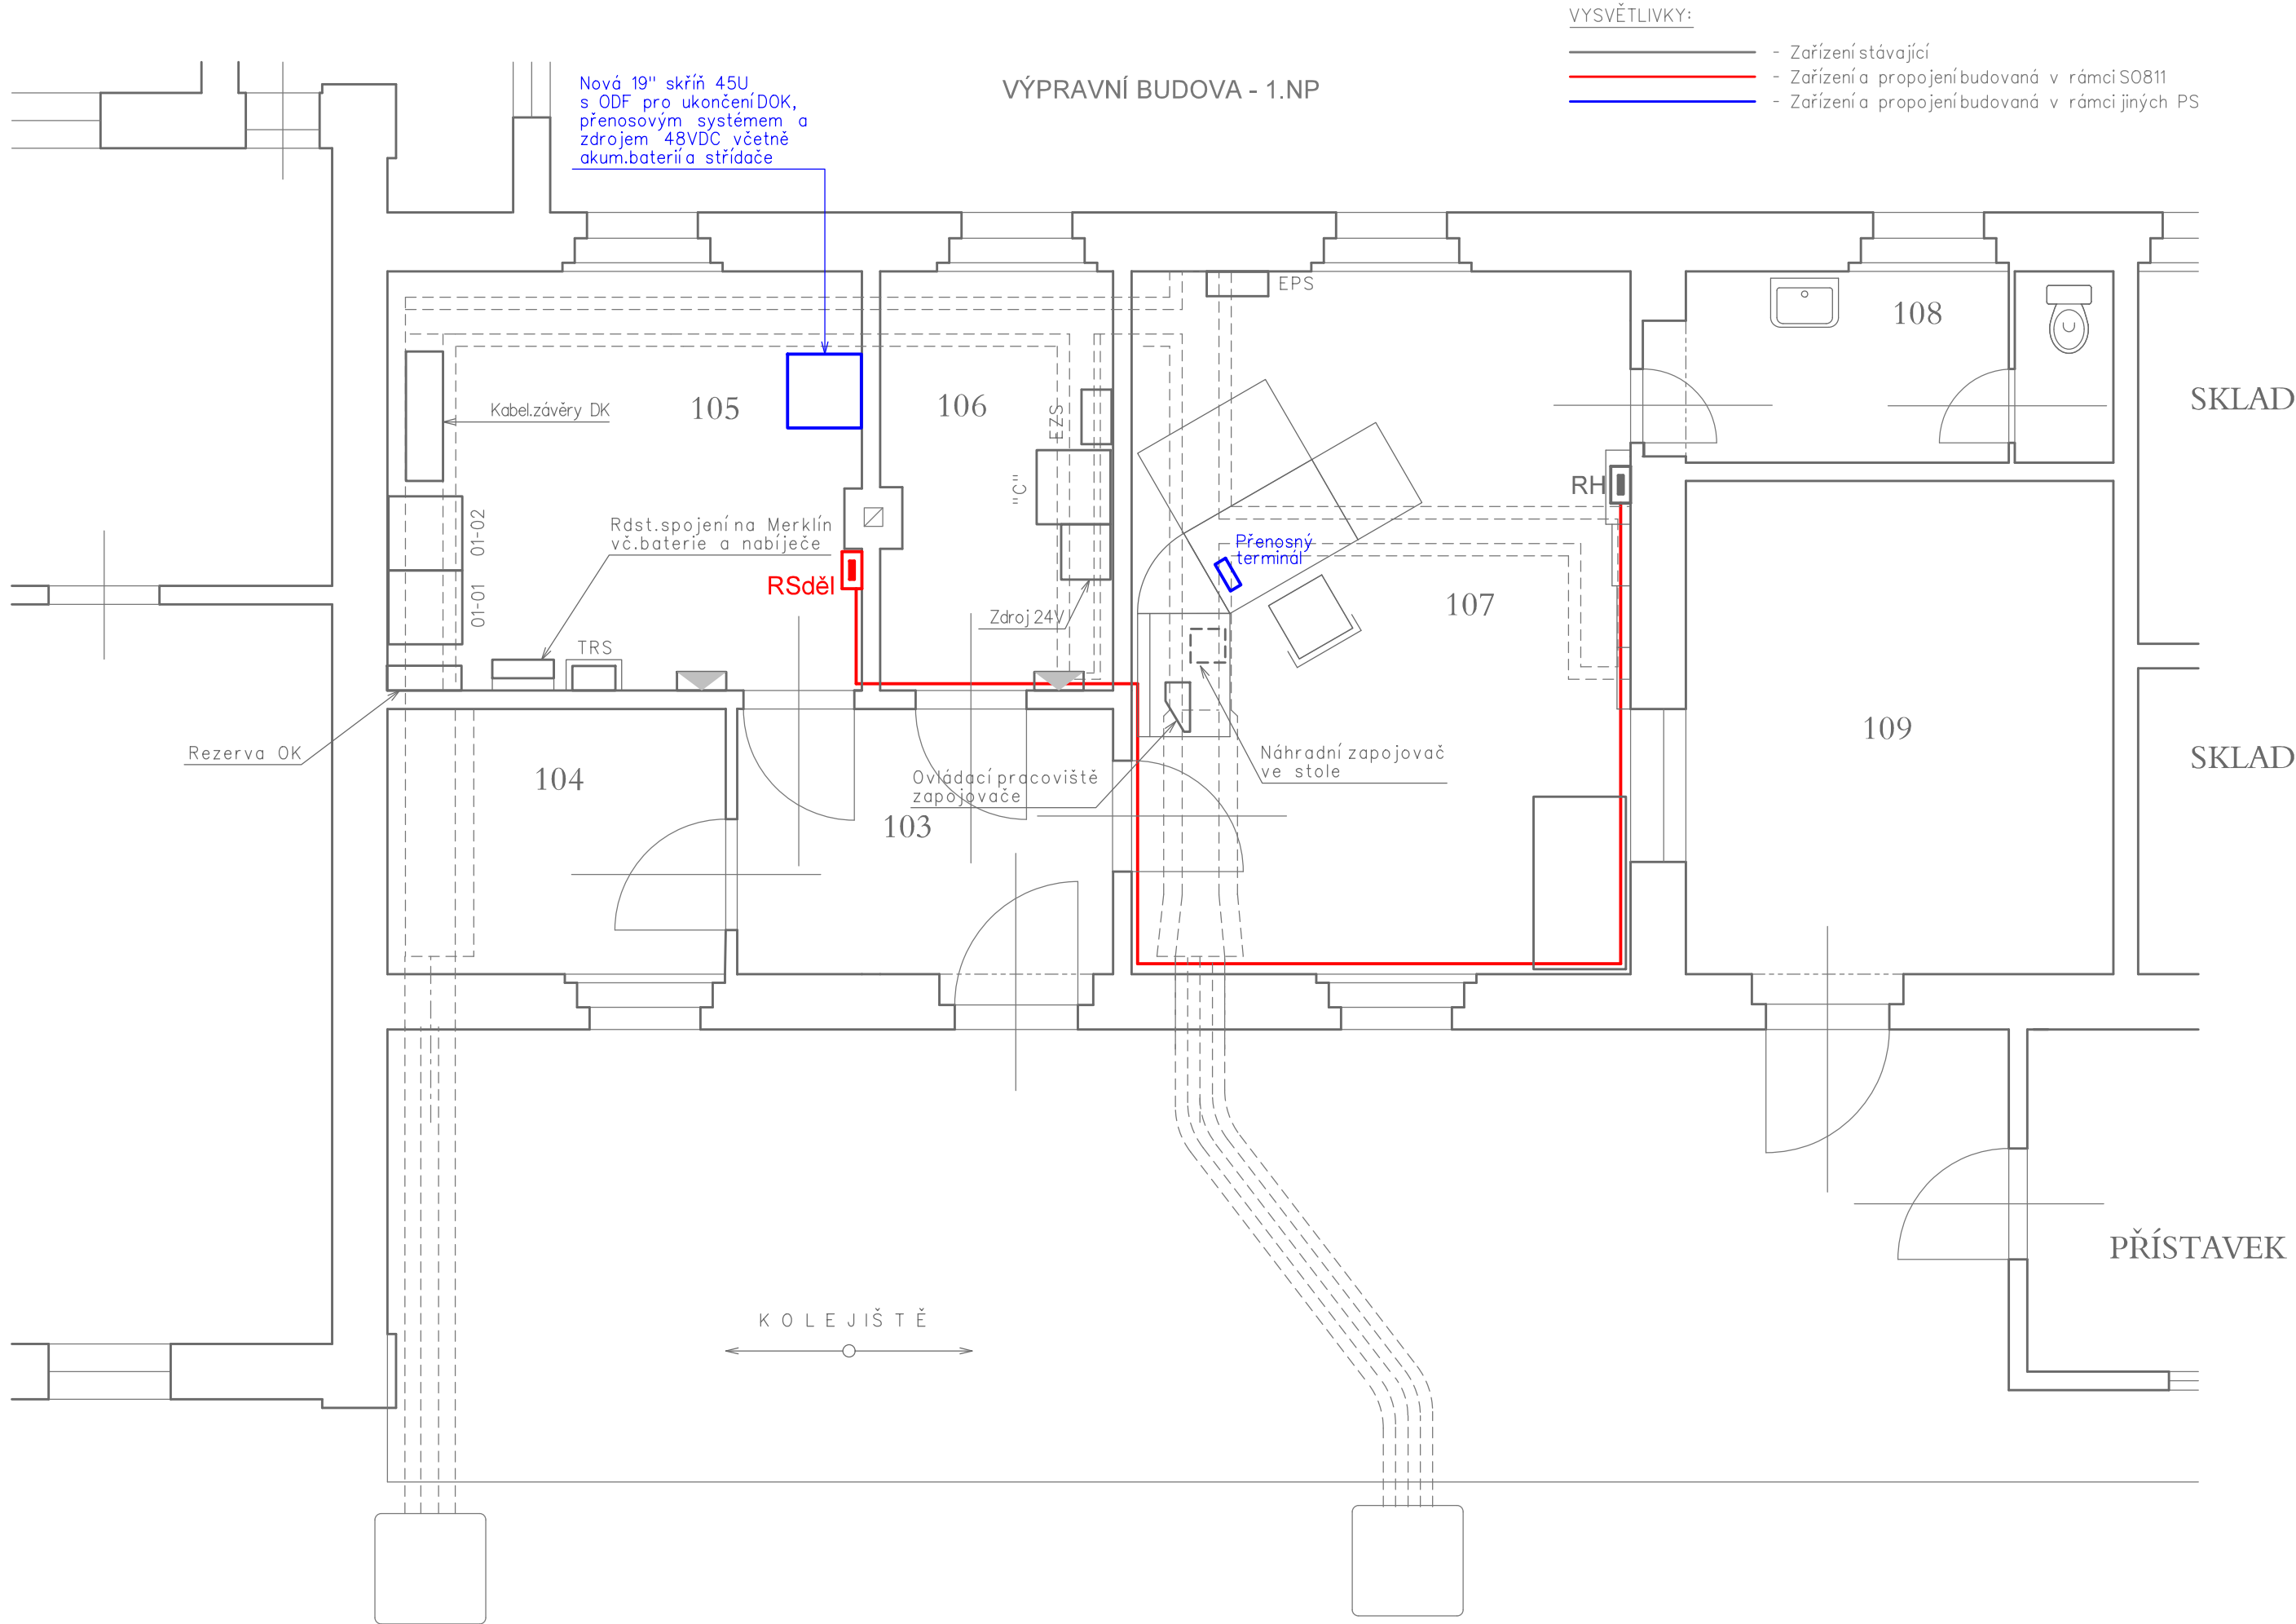 VYSVĚTLIVKY:
- Zařízení stávající
- Zařízení a propojení budovaná v rámci SO811
- Zařízení a propojení budovaná v rámci jiných PS
VÝPRAVNÍ BUDOVA - 1.NP
Nová 19" skříň 45U
s ODF pro ukončení DOK,
přenosovým systémem a
zdrojem 48VDC včetně
akum.baterií a střídače
EPS
108
SKLAD
Kabel.závěry DK
105
106
EZS
"C"
RH
01-02
01-01
Rdst.spojení na Merklín
vč.baterie a nabíječe
RSděl
Přenosný
terminál
107
Zdroj 24V
TRS
Rezerva OK
104
103
Ovládací pracoviště
zapojovače
Náhradní zapojovač
ve stole
109
SKLAD
PŘÍSTAVEK
KOLEJIŠTĚ